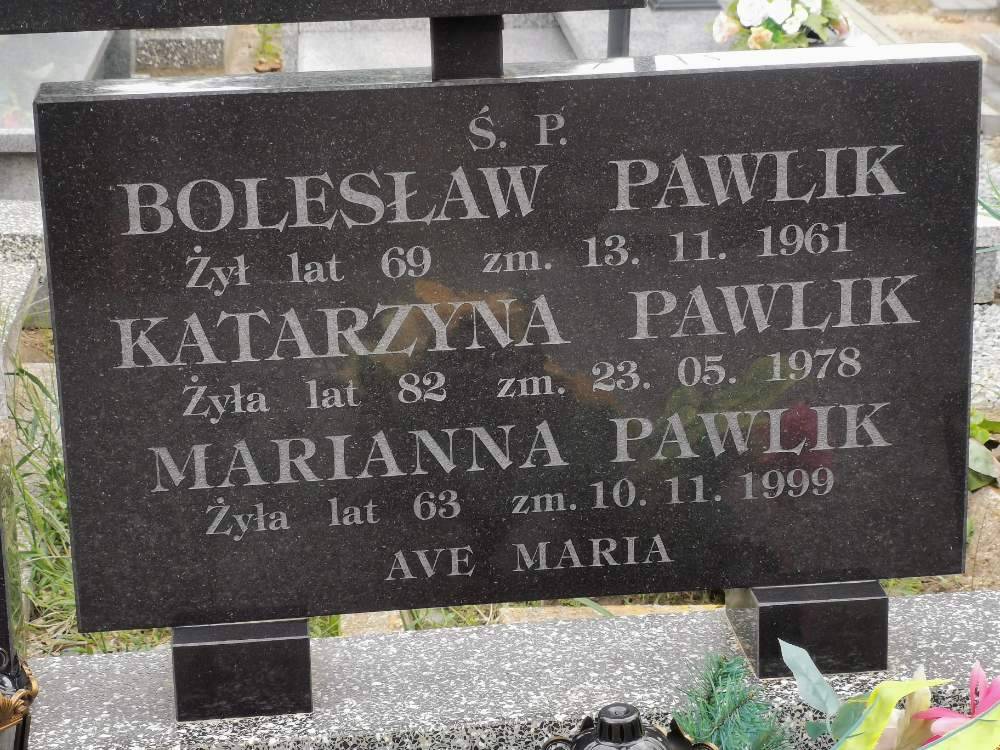 Ś. P.
BOLESŁAW PAWLIK
Żył lat 69 zm. 13. 11. 1961
KATARZYNA PAWLIK
Żyła lat 82 zm. 23. 05. 1978
MARIANNA PAWLIK
Żyła lat 63 zm. 10. 11. 1999
AVE MARIA